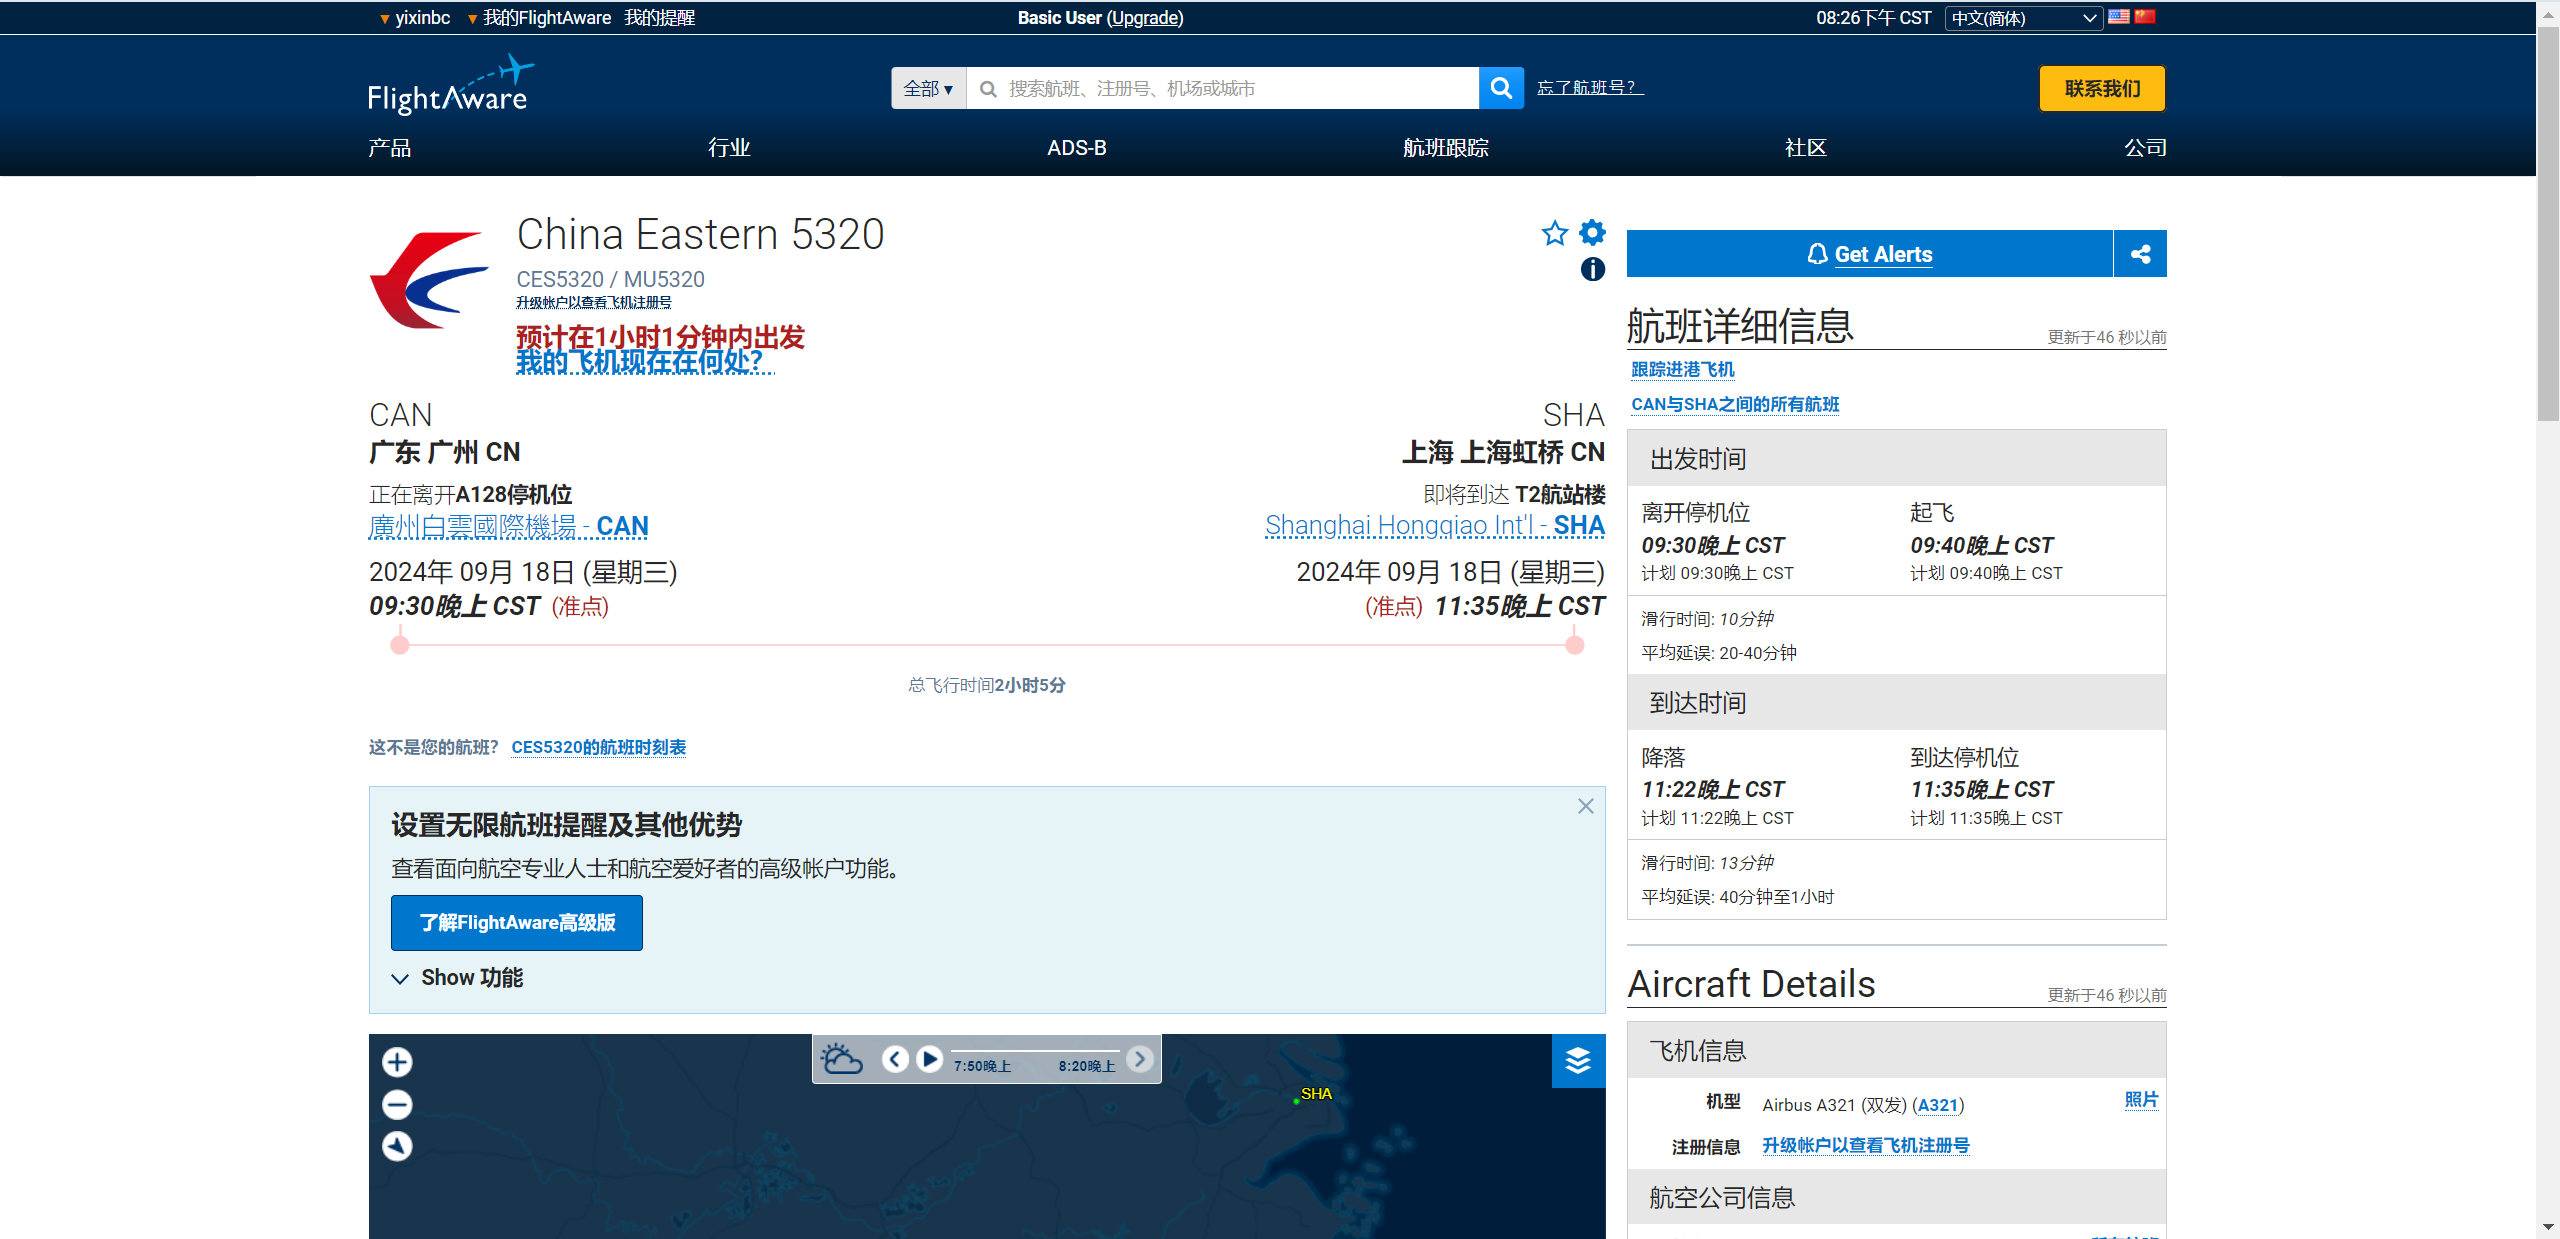 ▼ yixinbc ▼ 我的FlightAware 我的提醒
Basic User (Upgrade)
08:26下午 CST 中文(简体)
FlightAware
全部 ▾ 搜索航班、注册号、机场或城市 忘了航班号?
联系我们
产品 行业 ADS-B 航班跟踪 社区 公司
China Eastern 5320
CES5320 / MU5320
升级帐户以查看飞机注册号
预计在1小时1分钟内出发
我的飞机现在在何处?
CAN SHA
广东 广州 CN 上海 上海虹桥 CN
正在离开A128停机位 即将到达 T2航站楼
廣州白雲國際機場 - CAN Shanghai Hongqiao Int'l - SHA
2024年 09月 18日 (星期三) 2024年 09月 18日 (星期三)
09:30晚上 CST (准点) (准点) 11:35晚上 CST
总飞行时间2小时5分
这不是您的航班? CES5320的航班时刻表
设置无限航班提醒及其他优势
查看面向航空专业人士和航空爱好者的高级帐户功能。
了解FlightAware高级版
Show 功能
7:50晚上 8:20晚上
SHA
Get Alerts
航班详细信息 更新于46 秒以前
跟踪进港飞机
CAN与SHA之间的所有航班
出发时间
离开停机位 起飞
09:30晚上 CST 09:40晚上 CST
计划 09:30晚上 CST 计划 09:40晚上 CST
滑行时间: 10分钟
平均延误: 20-40分钟
到达时间
降落 到达停机位
11:22晚上 CST 11:35晚上 CST
计划 11:22晚上 CST 计划 11:35晚上 CST
滑行时间: 13分钟
平均延误: 40分钟至1小时
Aircraft Details 更新于46 秒以前
飞机信息
机型 Airbus A321 (双发) (A321) 照片
注册信息 升级帐户以查看飞机注册号
航空公司信息